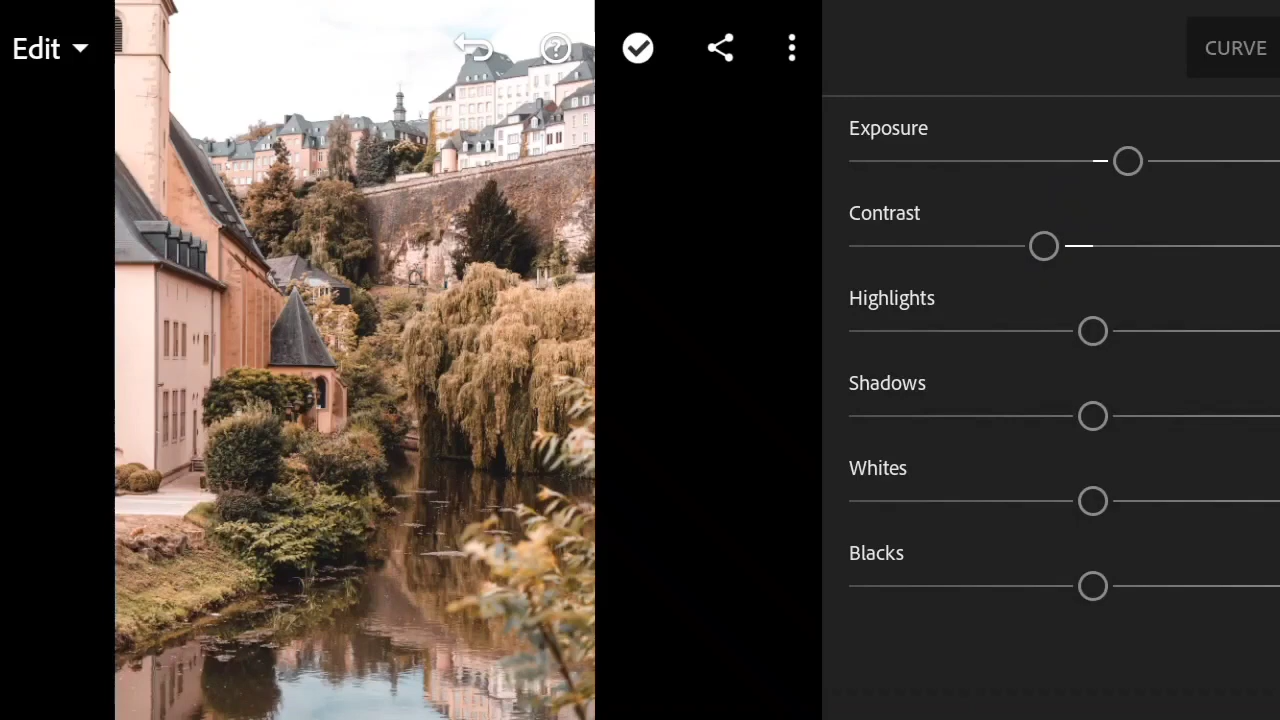 Edit
?
CURVE
Exposure
Contrast
Highlights
Shadows
Whites
Blacks